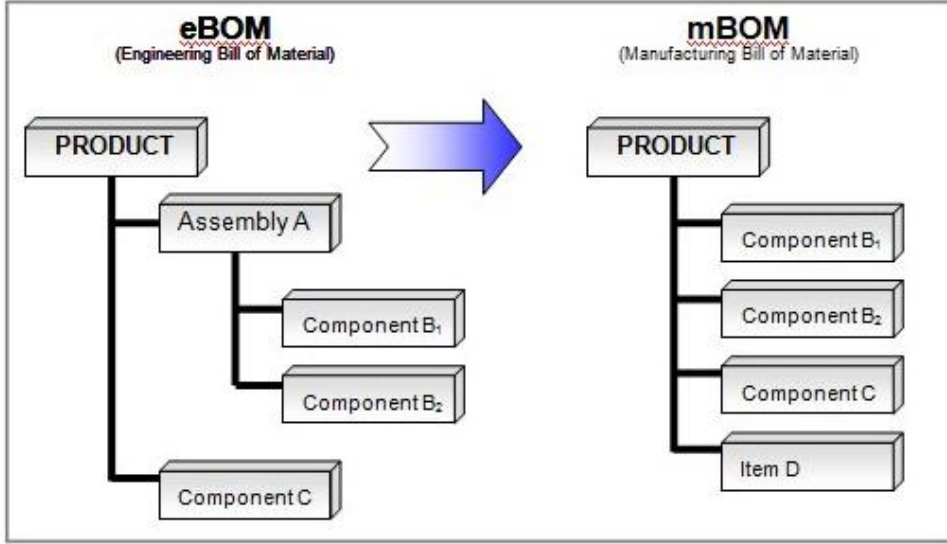 eBOM
(Engineering Bill of Material)
PRODUCT
Assembly A
Component B₁
Component B₂
Component C
mBOM
(Manufacturing Bill of Material)
PRODUCT
Component B₁
Component B₂
Component C
Item D